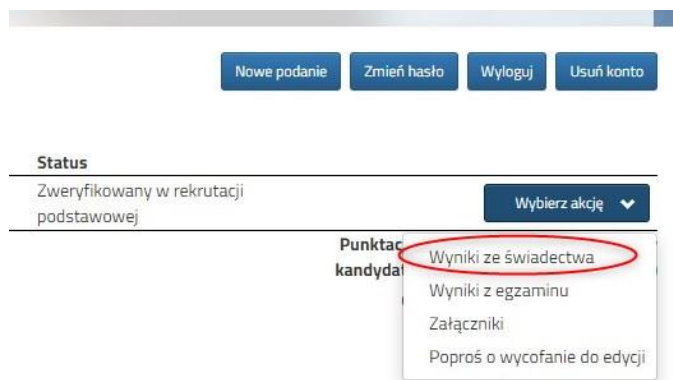 Nowe podanie Zmień hasło Wyloguj Usuń konto
Status
Zweryfikowany w rekrutacji
podstawowej
Wybierz akcję
Wyniki ze świadectwa
Wyniki z egzaminu
Załączniki
Poproś o wycofanie do edycji